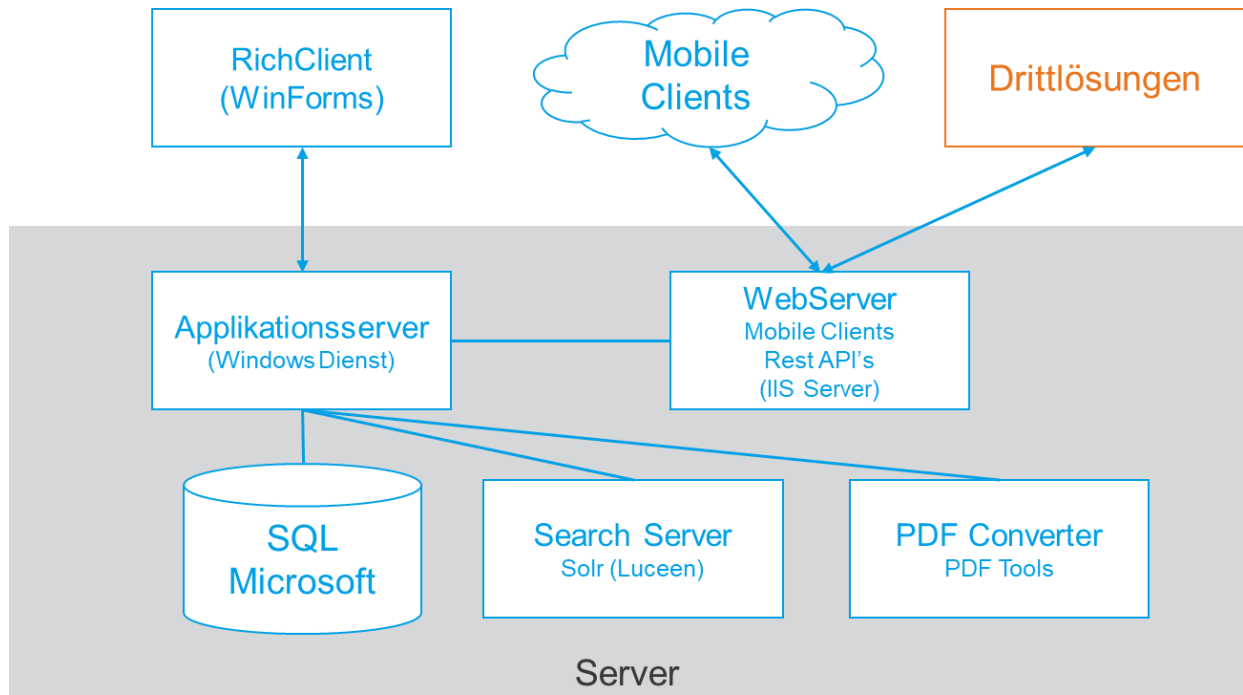 RichClient
(WinForms)
Mobile
Clients
Drittlösungen
Applikationsserver
(Windows Dienst)
WebServer
Mobile Clients
Rest API's
(IIS Server)
SQL
Microsoft
Search Server
Solr (Luceen)
PDF Converter
PDF Tools
Server